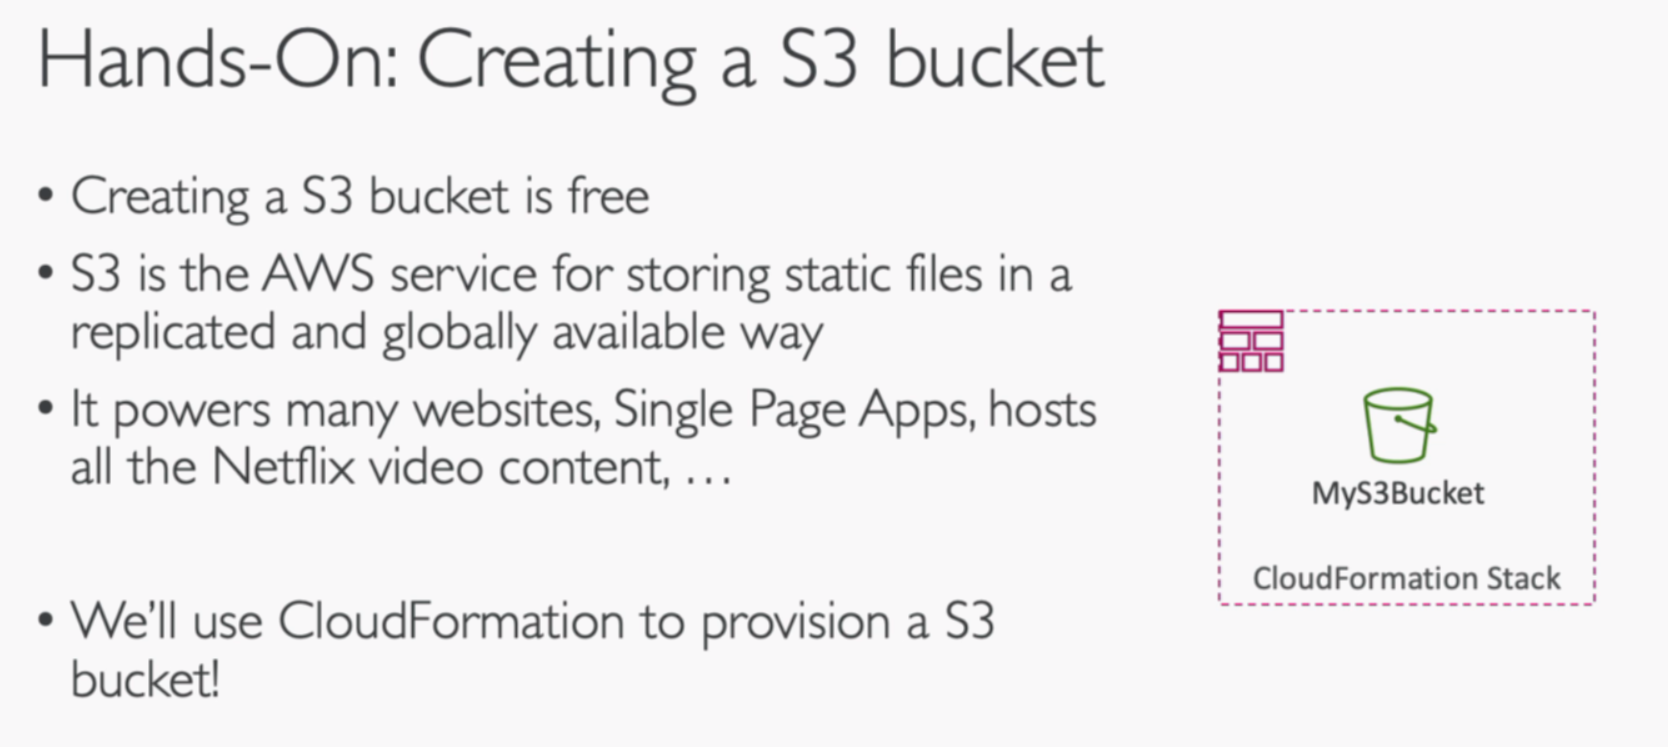 Hands-On: Creating a S3 bucket
• Creating a S3 bucket is free
• S3 is the AWS service for storing static files in a
replicated and globally available way
• It powers many websites, Single Page Apps, hosts
all the Netflix video content, …
• We'll use CloudFormation to provision a S3
bucket!
MyS3Bucket
CloudFormation Stack